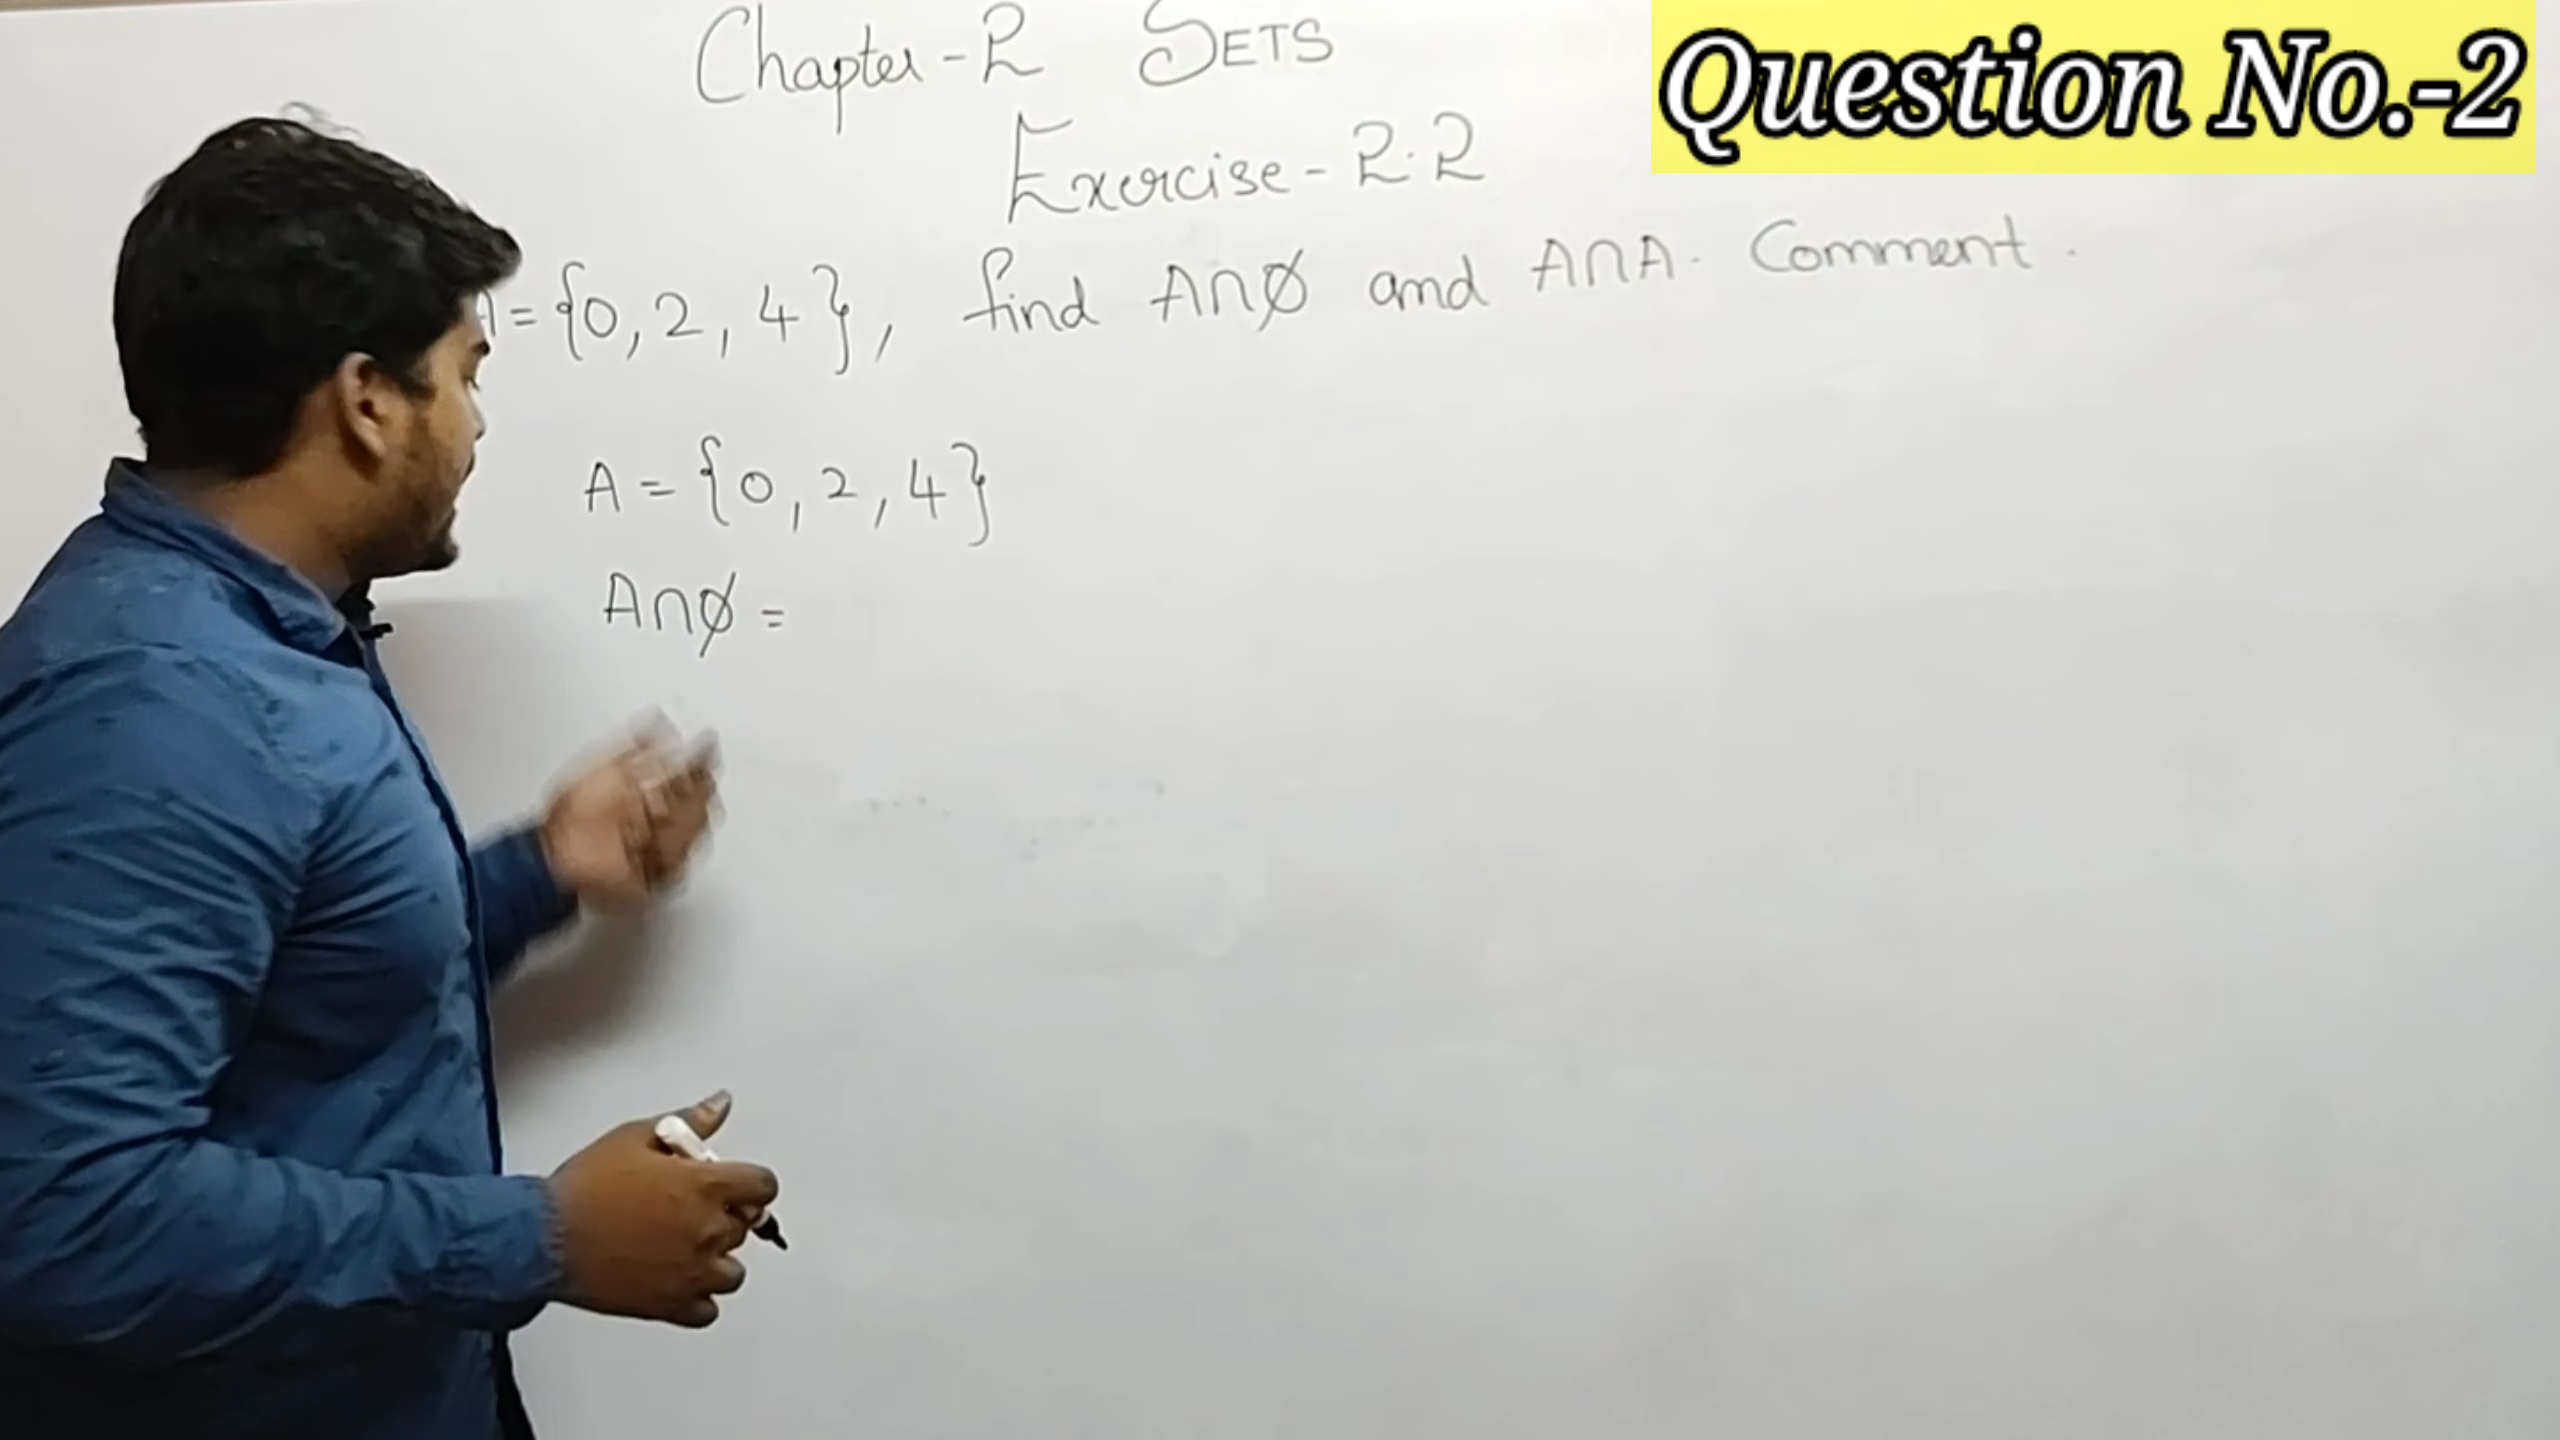 Chapter-2 SETS
Question No.-2
Exercise-2.2
A={0,2,4}, find A∩∅ and A∩A. Comment.
A={0,2,4}
A∩∅=